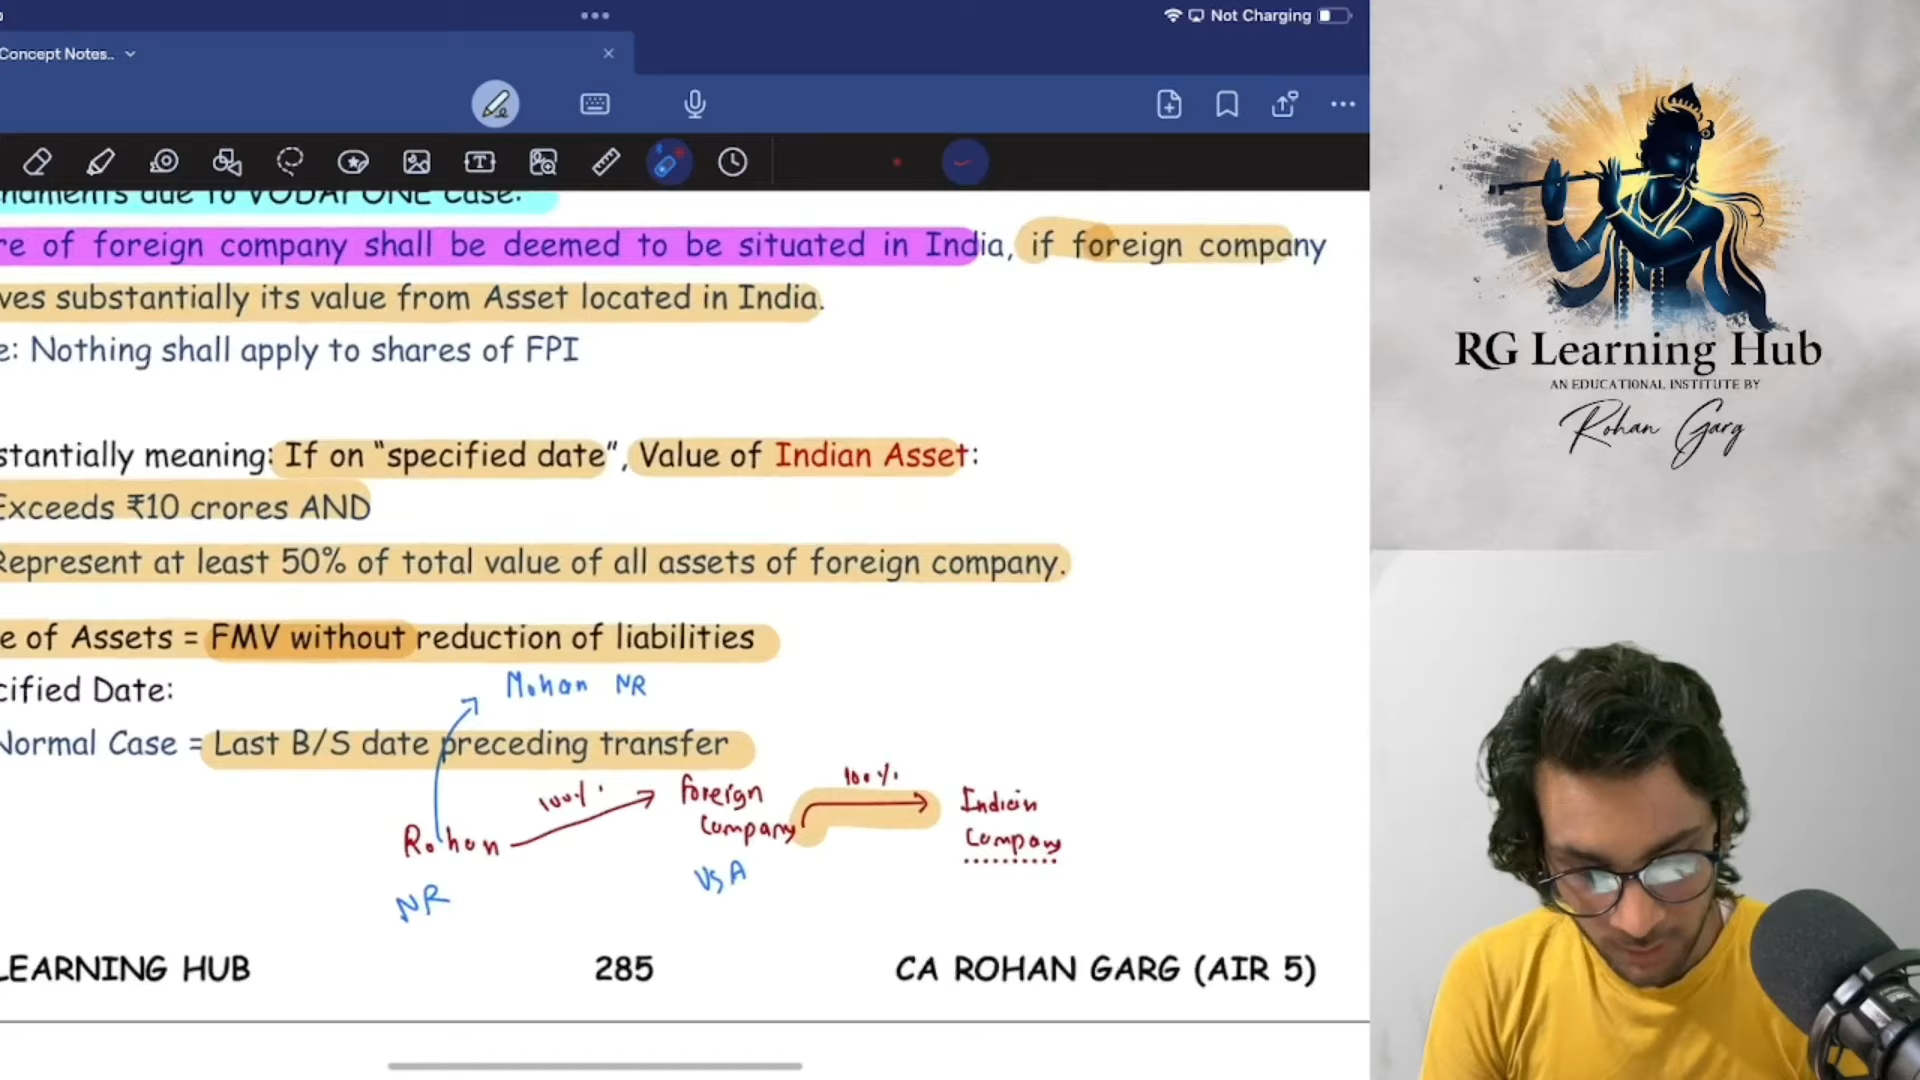 Not Charging
Concept Notes..
ndaments due to VODAFONE case.
re of foreign company shall be deemed to be situated in India, if foreign company
ves substantially its value from Asset located in India.
e: Nothing shall apply to shares of FPI
stantially meaning: If on “specified date”, Value of Indian Asset:
Exceeds ₹10 crores AND
Represent at least 50% of total value of all assets of foreign company.
e of Assets = FMV without reduction of liabilities
cified Date:
Mohan NR
Normal Case = Last B/S date preceding transfer
100% 100%
Rohan Foreign Company Indian Company
NR USA
LEARNING HUB 285 CA ROHAN GARG (AIR 5)
RG Learning Hub
AN EDUCATIONAL INSTITUTE BY
Rohan Garg